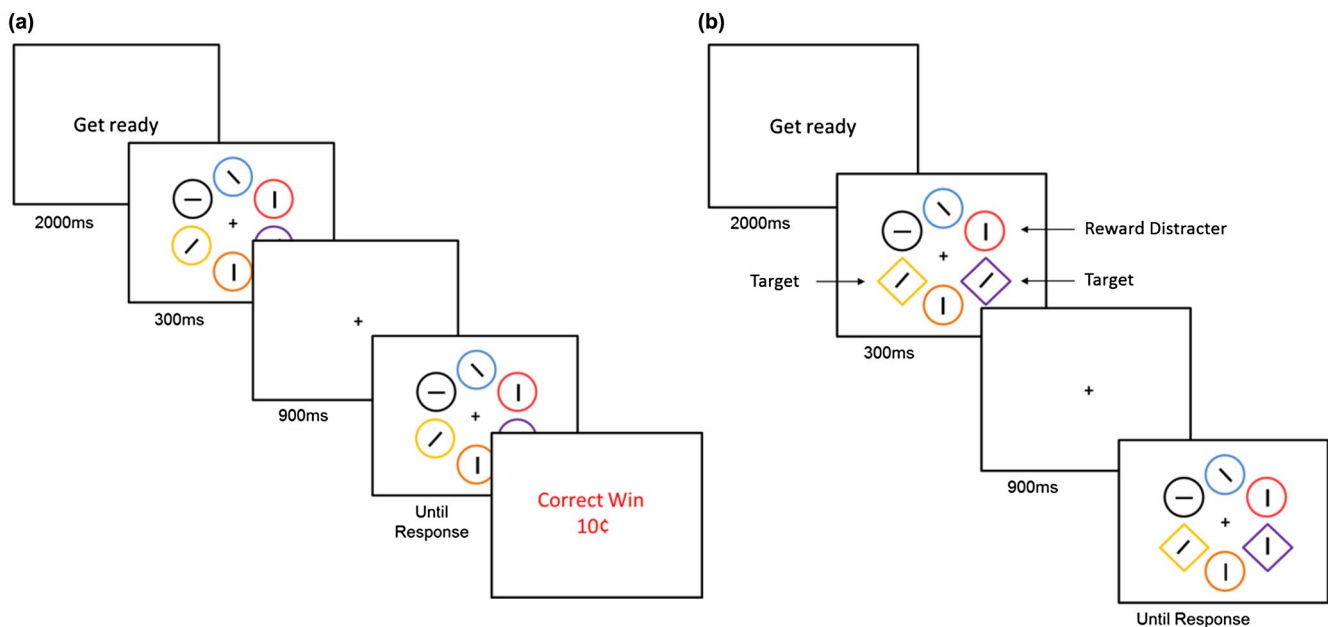 (a)
Get ready
2000ms
300ms
900ms
Until
Response
Correct Win
10¢
(b)
Get ready
2000ms
Reward Distracter
Target
Target
300ms
900ms
Until Response